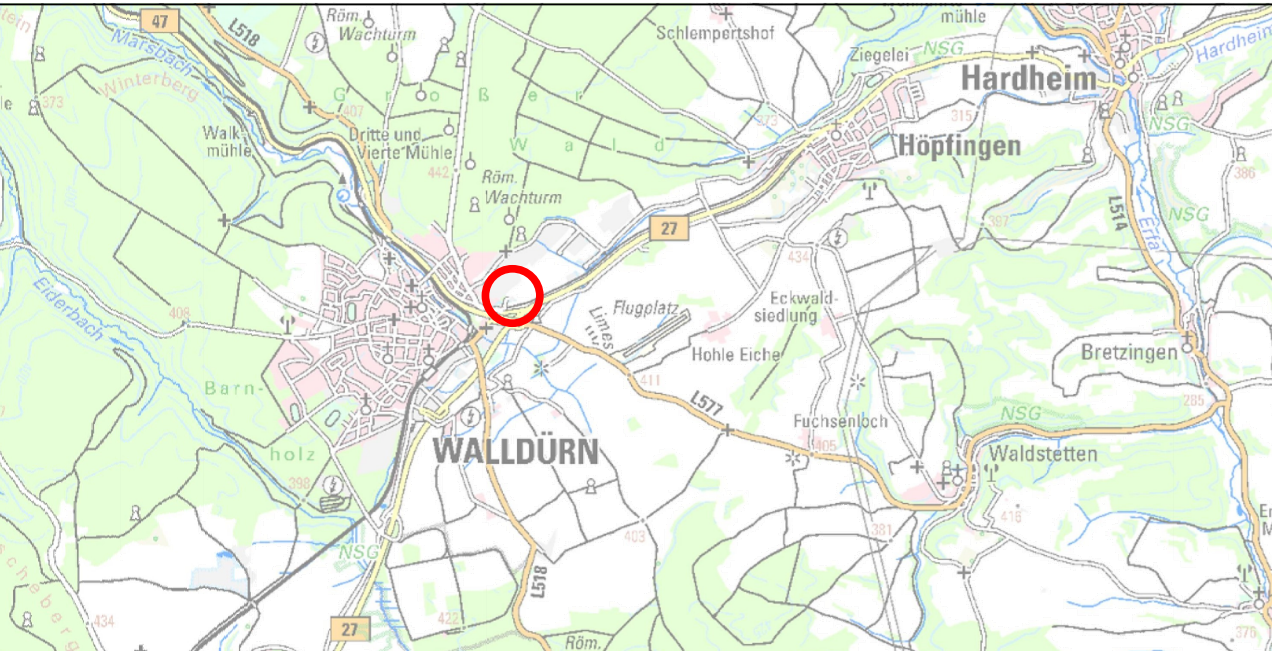 47
L518
Röm.
Wachturm
Schlempertshof
mühle
Ziegelei
NSG
Hardheim
Hardheim
Marsbach
Winterberg
373
407
Großer
Wald
Walk-
mühle
Dritte und
Vierte Mühle
442
Röm.
Wachturm
373
315
Höpfingen
NSG
386
NSG
L514
Erfa
397
27
434
Eiderbach
408
Limes
Flugplatz
Eckwald-
siedlung
Hohle Eiche
Bretzingen
411
L577
285
Barn-
holz
WALLDÜRN
Fuchsenloch
405
NSG
Waldstetten
398
416
403
381
NSG
L518
434
27
422
Röm.
370